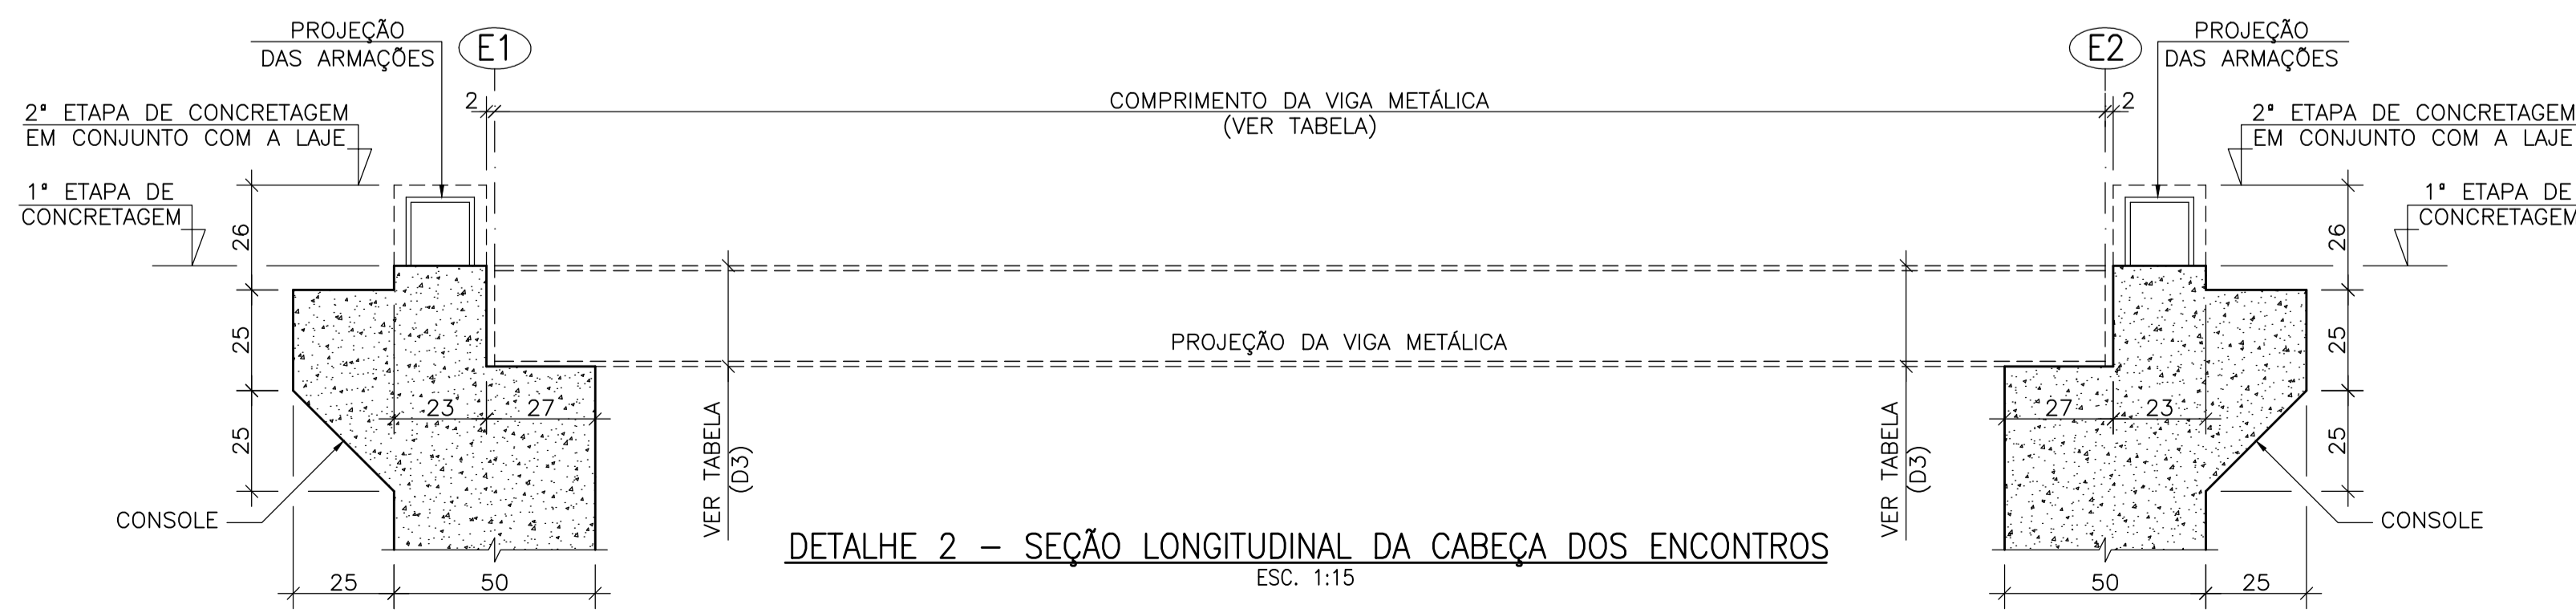 PROJEÇÃO
DAS ARMAÇÕES
E1
E2
PROJEÇÃO
DAS ARMAÇÕES
2ª ETAPA DE CONCRETAGEM
EM CONJUNTO COM A LAJE
2
COMPRIMENTO DA VIGA METÁLICA
(VER TABELA)
2
2ª ETAPA DE CONCRETAGEM
EM CONJUNTO COM A LAJE
1ª ETAPA DE
CONCRETAGEM
1ª ETAPA DE
CONCRETAGEM
26
26
25
PROJEÇÃO DA VIGA METÁLICA
25
23
27
27
23
25
VER TABELA
(D3)
VER TABELA
(D3)
25
CONSOLE
CONSOLE
DETALHE 2 – SEÇÃO LONGITUDINAL DA CABEÇA DOS ENCONTROS
ESC. 1:15
25
50
50
25